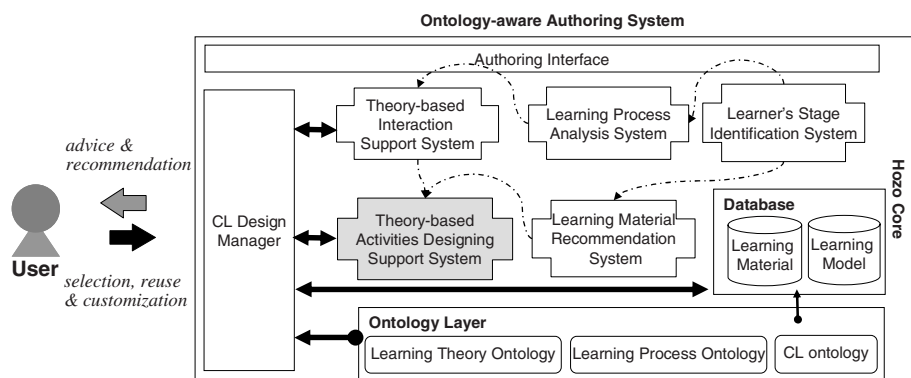 Ontology-aware Authoring System
Authoring Interface
Theory-based
Interaction
Support System
Learning Process
Analysis System
Learner's Stage
Identification System
advice &
recommendation
Hozo Core
CL Design
Manager
Theory-based
Activities Designing
Support System
Learning Material
Recommendation
System
Database
Learning
Material
Learning
Model
User
selection, reuse
& customization
Ontology Layer
Learning Theory Ontology
Learning Process Ontology
CL ontology